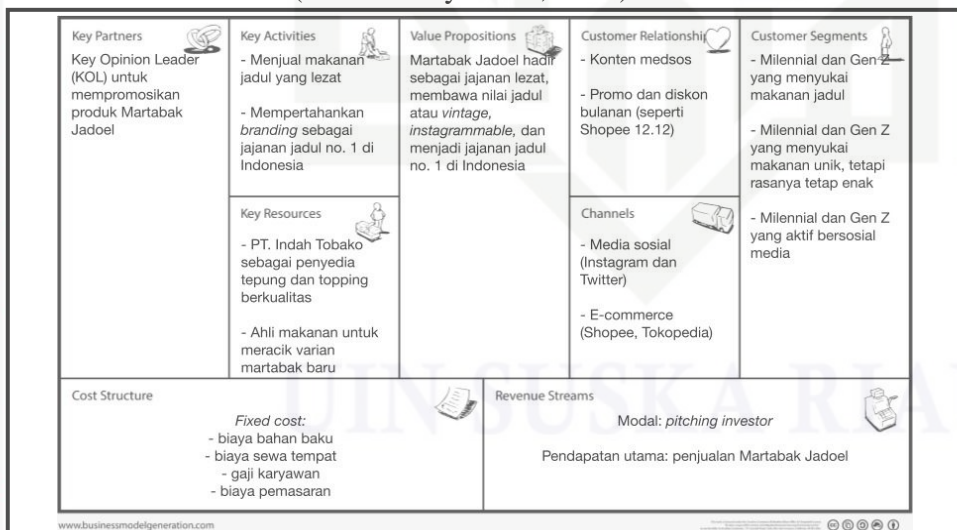 Key Partners
Key Opinion Leader
(KOL) untuk
mempromosikan
produk Martabak
Jadoel
Key Activities
- Menjual makanan
jadul yang lezat
- Mempertahankan
branding sebagai
jajanan jadul no. 1 di
Indonesia
Key Resources
- PT. Indah Tobako
sebagai penyedia
tepung dan topping
berkualitas
- Ahli makanan untuk
meracik varian
martabak baru
Value Propositions
Martabak Jadoel hadir
sebagai jajanan lezat,
membawa nilai jadul
atau vintage,
instagrammable, dan
menjadi jajanan jadul
no. 1 di Indonesia
Customer Relationship
- Konten medsos
- Promo dan diskon
bulanan (seperti
Shopee 12.12)
Channels
- Media sosial
(Instagram dan
Twitter)
- E-commerce
(Shopee, Tokopedia)
Customer Segments
- Millennial dan Gen Z
yang menyukai
makanan jadul
- Millennial dan Gen Z
yang menyukai
makanan unik, tetapi
rasanya tetap enak
- Milennial dan Gen Z
yang aktif bersosial
media
Cost Structure
Fixed cost:
- biaya bahan baku
- biaya sewa tempat
- gaji karyawan
- biaya pemasaran
Revenue Streams
Modal: pitching investor
Pendapatan utama: penjualan Martabak Jadoel
UIN SUSKA RIAU
www.businessmodelgeneration.com